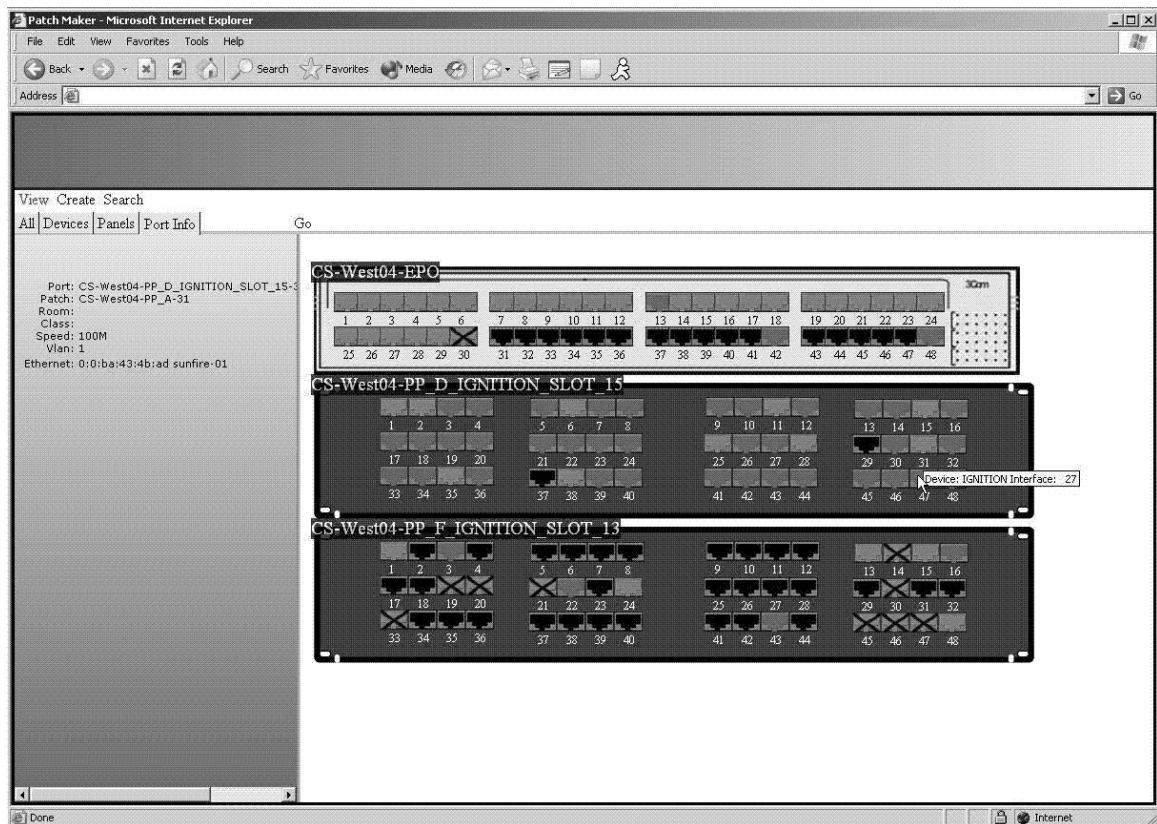 Patch Maker - Microsoft Internet Explorer
File Edit View Favorites Tools Help
Back Search Favorites Media
Address Go
View Create Search
All Devices Panels Port Info Go
Port: CS-West04-PP_D_IGNITION_SLOT_15-3
Patch: CS-West04-PP_A-31
Room:
Class:
Speed: 100M
Vlan: 1
Ethernet: 0:0:ba:43:4b:ad sunfire-01
CS-West04-EPO
3Com
1 2 3 4 5 6 7 8 9 10 11 12 13 14 15 16 17 18 19 20 21 22 23 24
25 26 27 28 29 30 31 32 33 34 35 36 37 38 39 40 41 42 43 44 45 46 47 48
CS-West04-PP_D_IGNITION_SLOT_15
1 2 3 4 5 6 7 8 9 10 11 12 13 14 15 16
17 18 19 20 21 22 23 24 25 26 27 28 29 30 31 32
Device: IGNITION Interface: 27
33 34 35 36 37 38 39 40 41 42 43 44 45 46 47 48
CS-West04-PP_F_IGNITION_SLOT_13
1 2 3 4 5 6 7 8 9 10 11 12 13 14 15 16
17 18 19 20 21 22 23 24 25 26 27 28 29 30 31 32
33 34 35 36 37 38 39 40 41 42 43 44 45 46 47 48
Done Internet